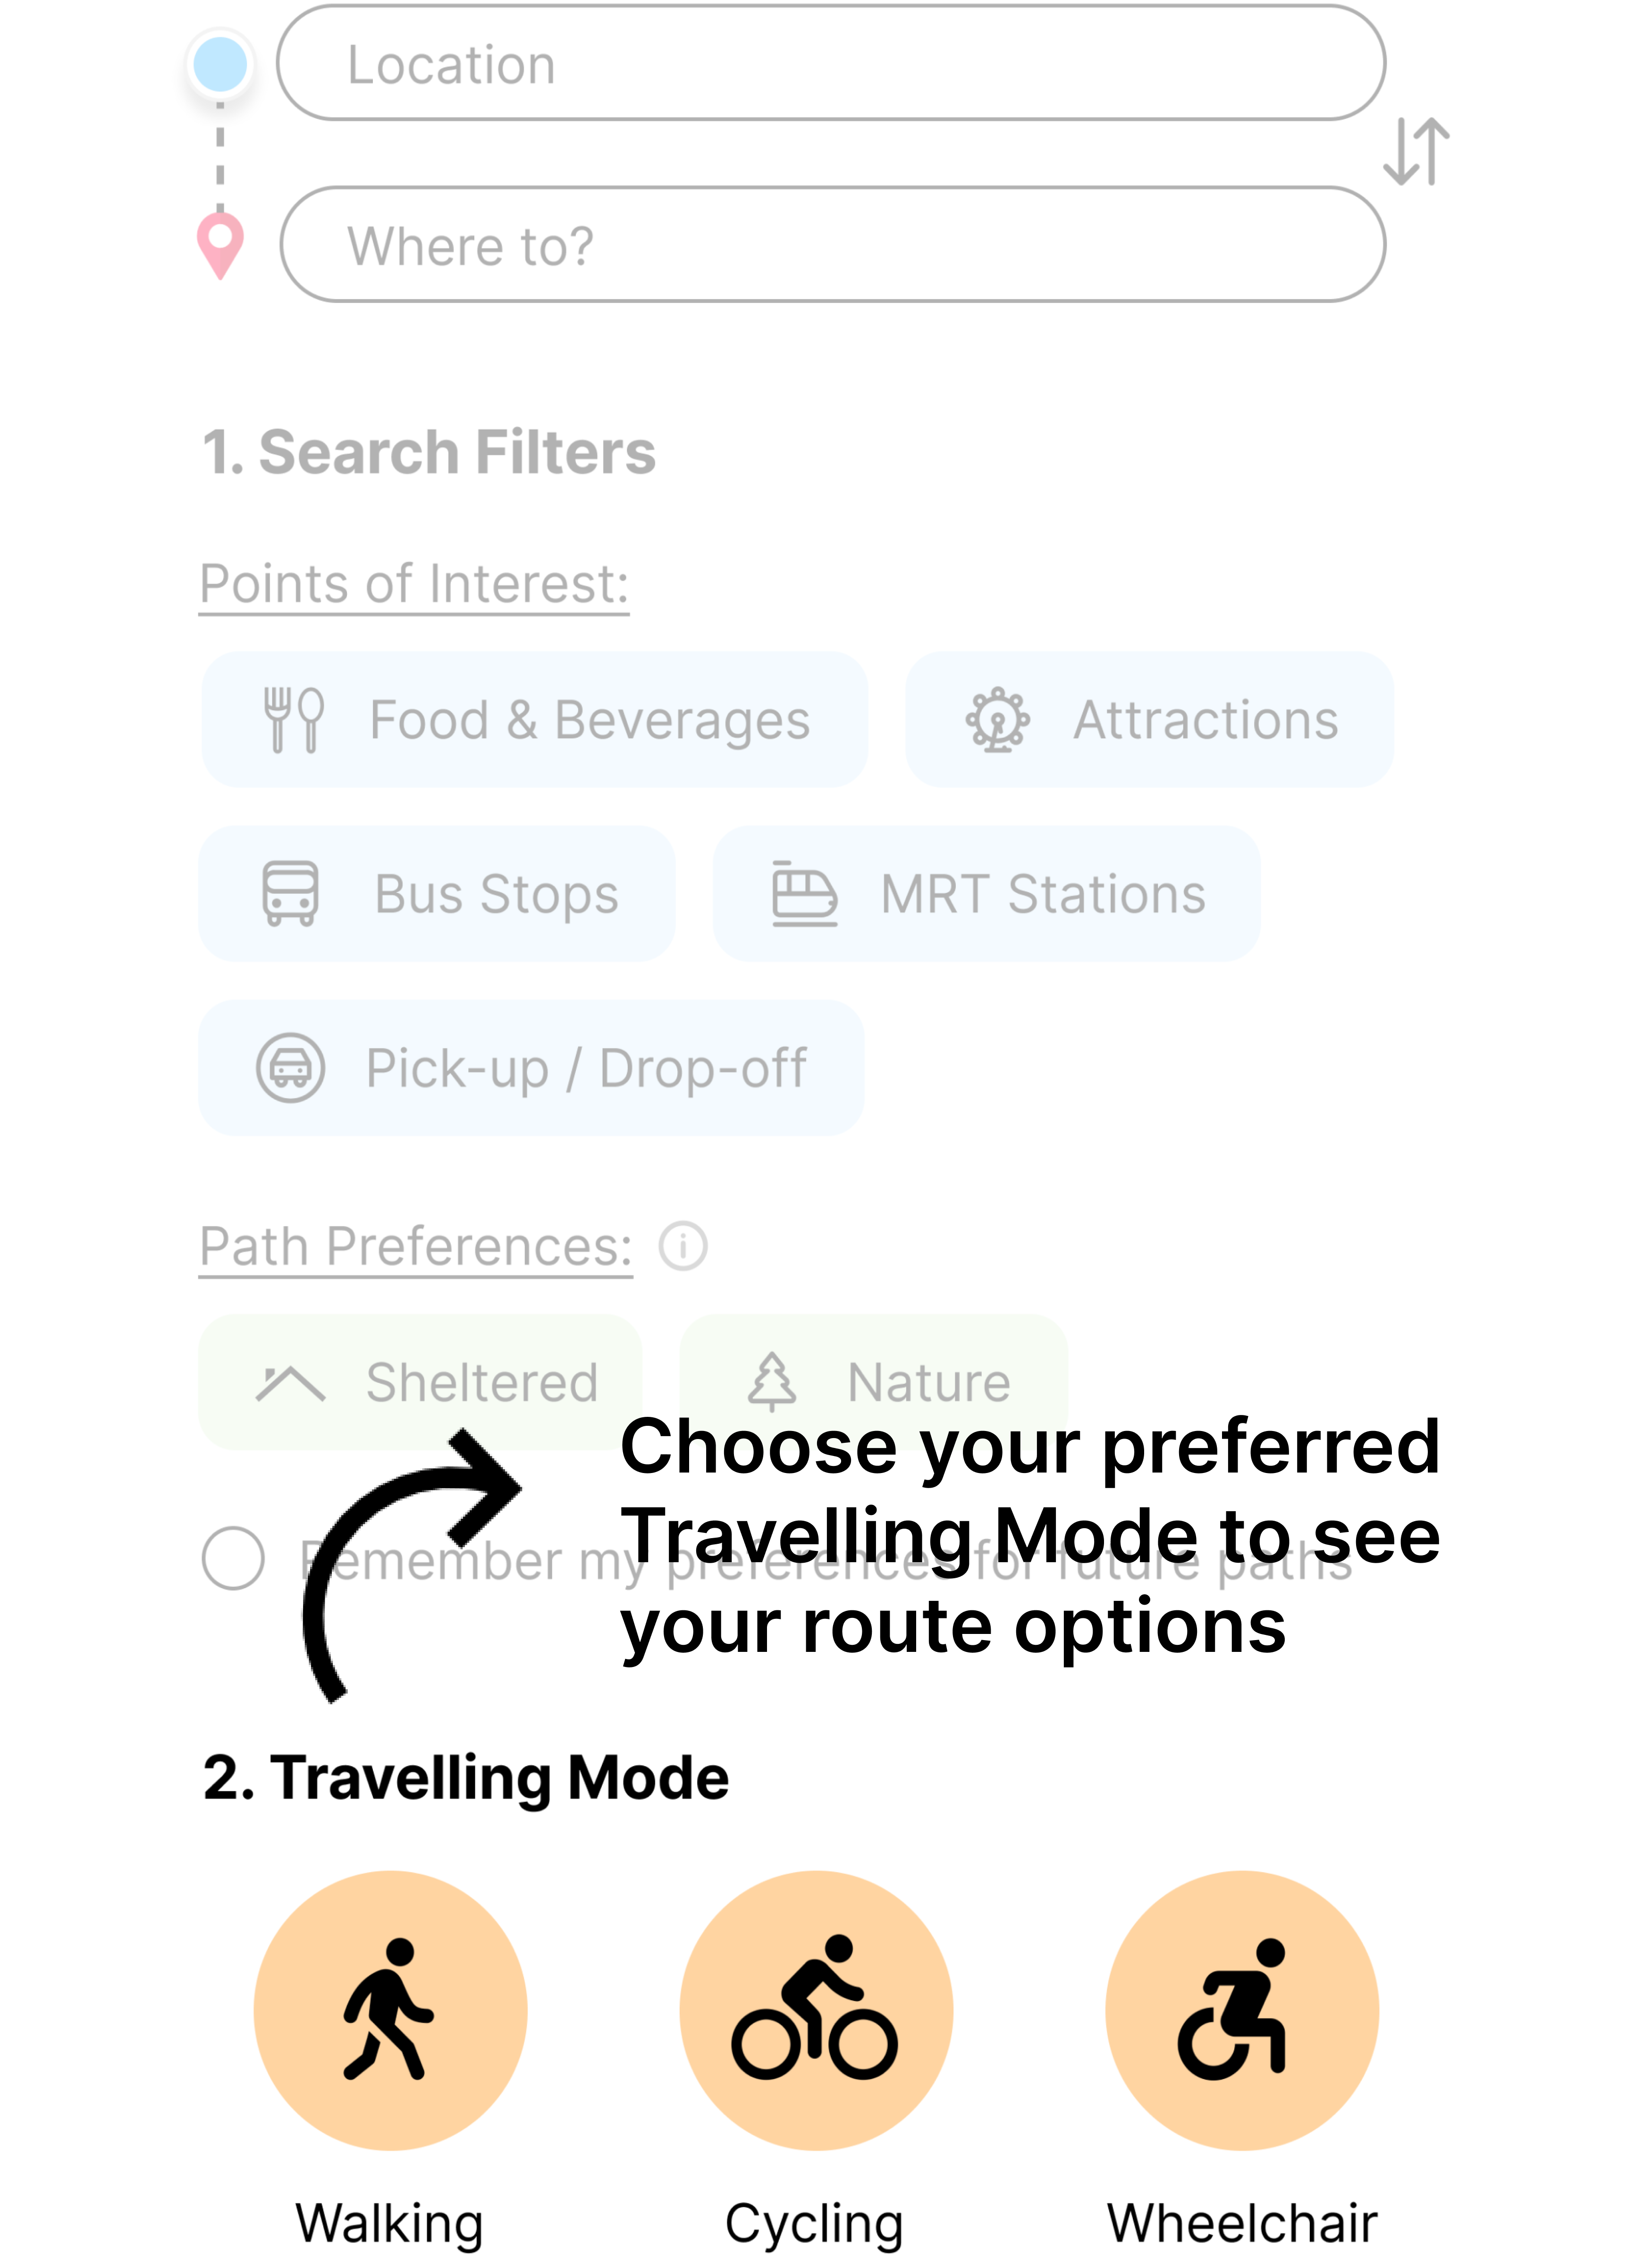 Location
Where to?
1. Search Filters
Points of Interest:
Food & Beverages
Attractions
Bus Stops
MRT Stations
Pick-up / Drop-off
Path Preferences:
Sheltered
Nature
Choose your preferred
Travelling Mode to see
your route options
Remember my preferences for future paths
2. Travelling Mode
Walking
Cycling
Wheelchair